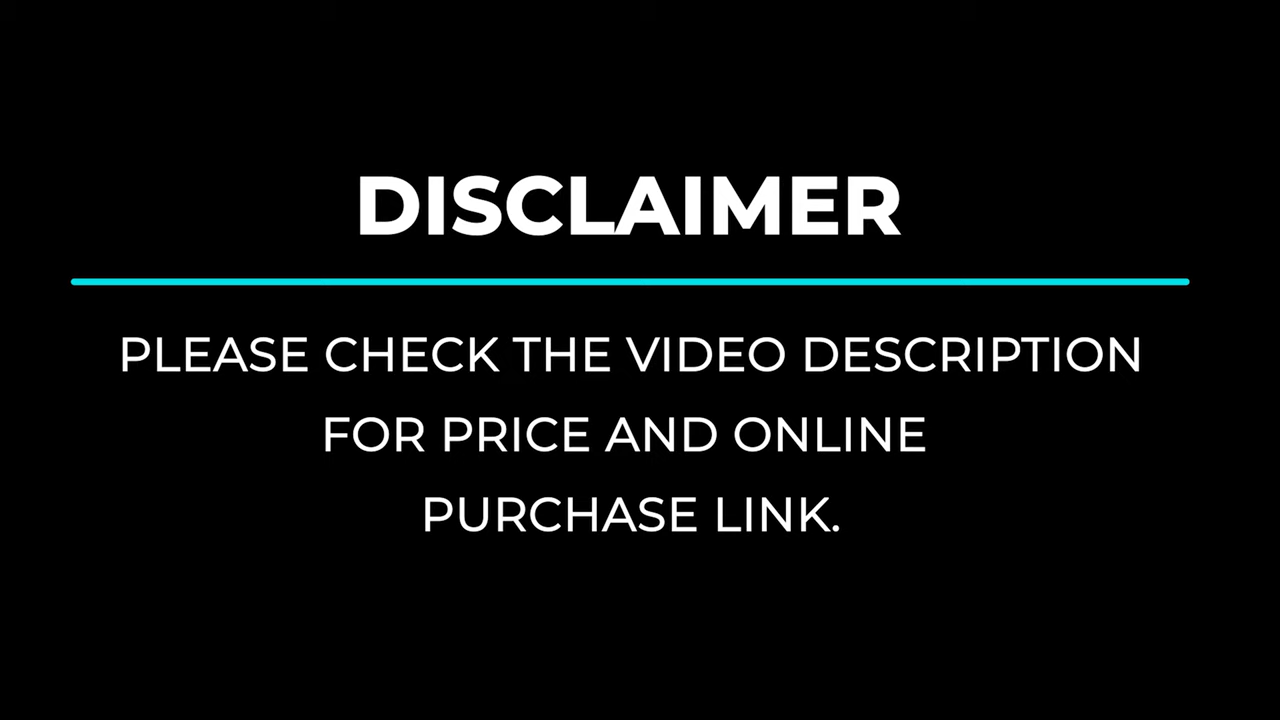 DISCLAIMER
PLEASE CHECK THE VIDEO DESCRIPTION
FOR PRICE AND ONLINE
PURCHASE LINK.